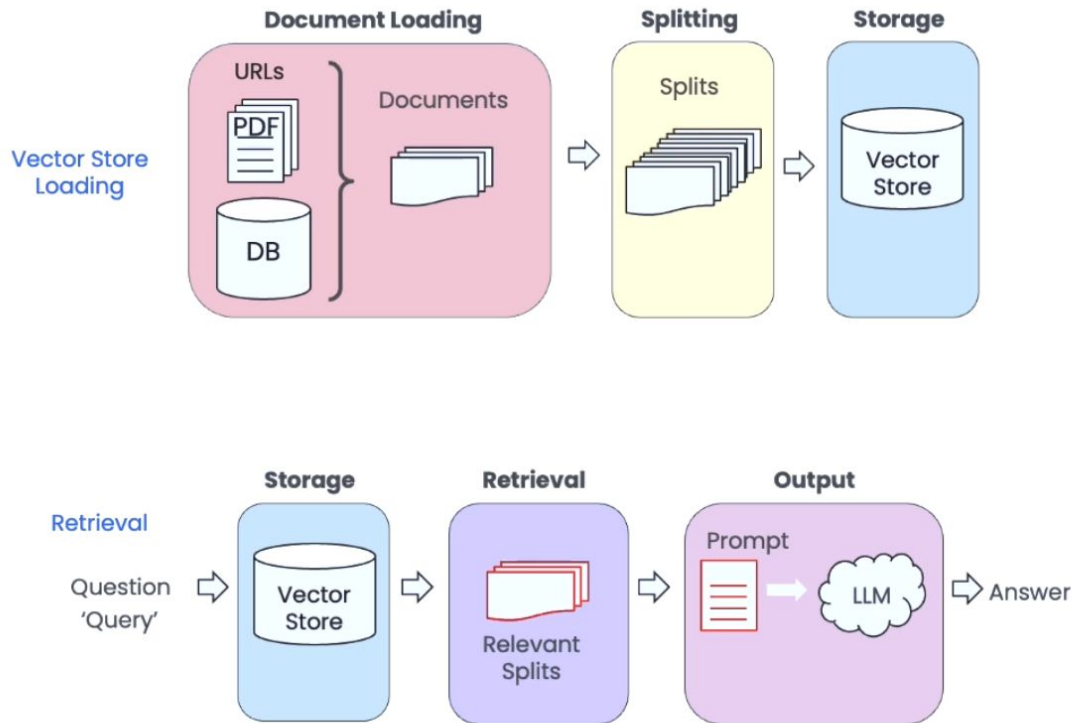 Document Loading
Splitting
Storage
URLs
PDF
DB
Documents
Splits
Vector
Store
Vector Store
Loading
Storage
Retrieval
Output
Retrieval
Question
‘Query’
Vector
Store
Relevant
Splits
Prompt
LLM
Answer